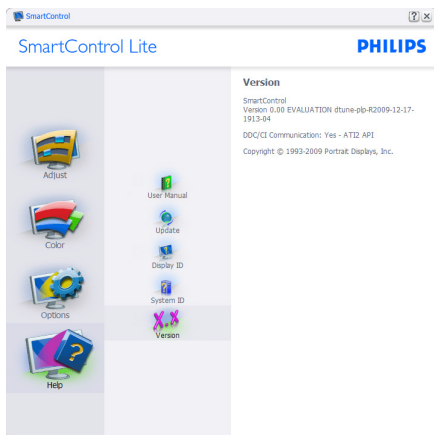 SmartControl
SmartControl Lite
PHILIPS
Adjust
Color
Options
Help
User Manual
Update
Display ID
System ID
X.X
Version
Version
SmartControl
Version 0.00 EVALUATION dtune-plp-R2009-12-17-
1913-04
DDC/CI Communication: Yes - ATI2 API
Copyright © 1993-2009 Portrait Displays, Inc.